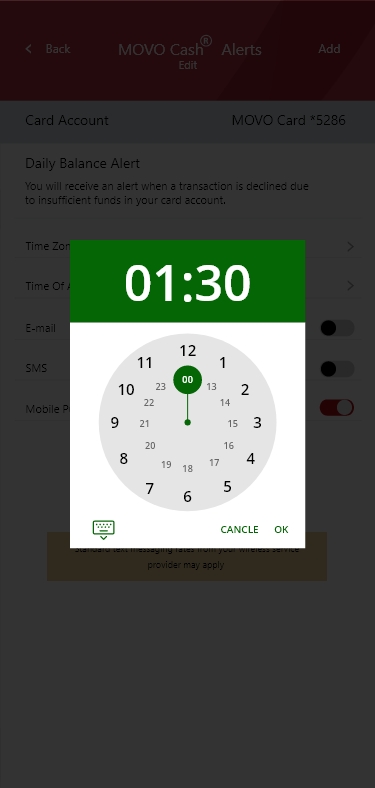 Back
MOVO Cash® Alerts
Add
Edit
Card Account
MOVO Card *5286
Daily Balance Alert
You will receive an alert when a transaction is declined due
to insufficient funds in your card account.
Time Zon
Time Of A
E-mail
SMS
Mobile P
01:30
12
11
1
00
23
13
10
2
22
14
9
21
15
3
20
16
8
4
19
18
17
7
5
6
CANCLE
OK
standard text messaging rates from your wireless service
provider may apply